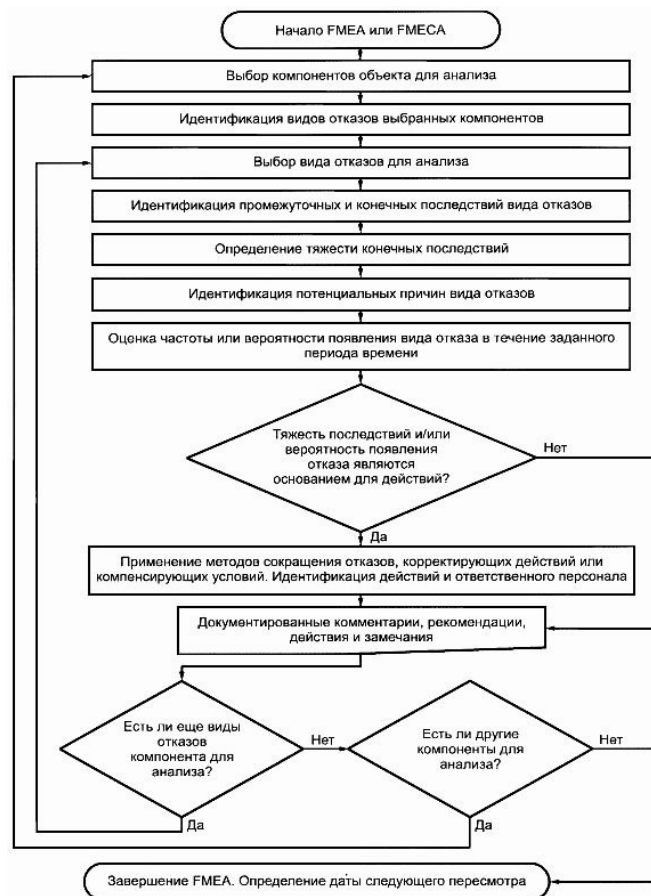 Начало FMEA или FMECA
Выбор компонентов объекта для анализа
Идентификация видов отказов выбранных компонентов
Выбор вида отказов для анализа
Идентификация промежуточных и конечных последствий вида отказов
Определение тяжести конечных последствий
Идентификация потенциальных причин вида отказов
Оценка частоты или вероятности появления вида отказа в течение заданного
периода времени
Тяжесть последствий и/или
вероятность появления
отказа являются
основанием для действий?
Нет
Да
Применение методов сокращения отказов, корректирующих действий или
компенсирующих условий. Идентификация действий и ответственного персонала
Документированные комментарии, рекомендации,
действия и замечания
Есть ли еще виды
отказов
компонента для
анализа?
Нет
Да
Есть ли другие
компоненты для
анализа?
Нет
Да
Завершение FMEA. Определение даты следующего пересмотра